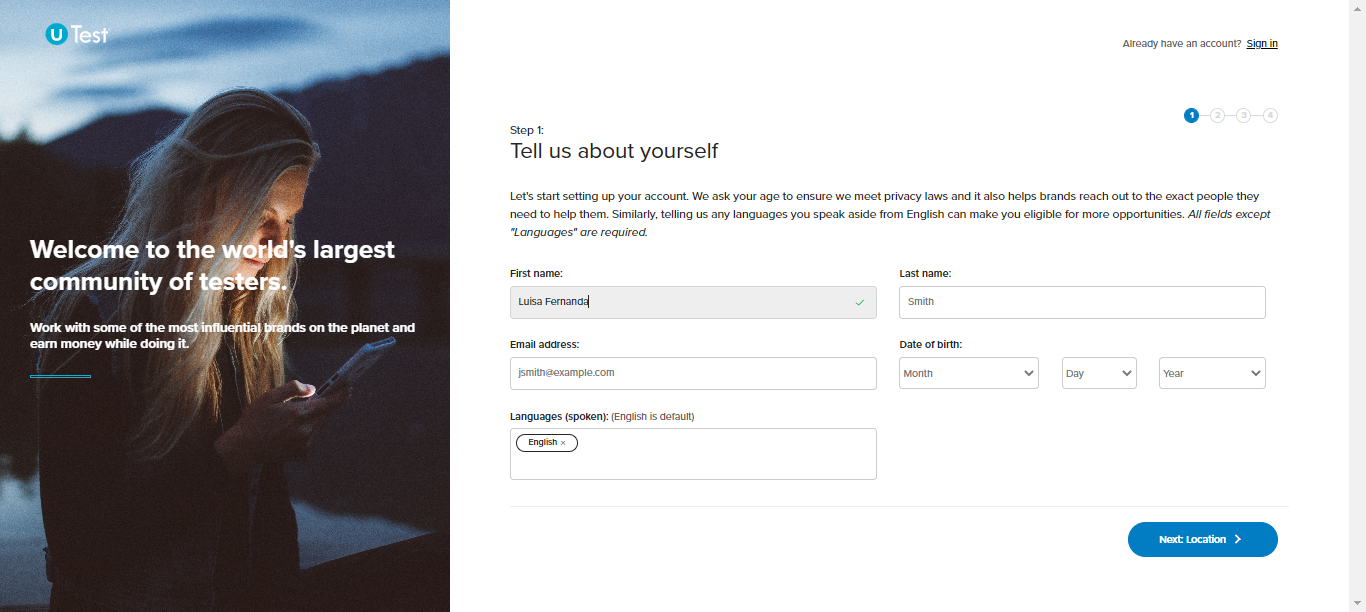 U Test
Welcome to the world's largest
community of testers.
Work with some of the most influential brands on the planet and
earn money while doing it.
Already have an account? Sign in
1 2 3 4
Step 1:
Tell us about yourself
Let's start setting up your account. We ask your age to ensure we meet privacy laws and it also helps brands reach out to the exact people they
need to help them. Similarly, telling us any languages you speak aside from English can make you eligible for more opportunities. All fields except
"Languages" are required.
First name:
Last name:
Luisa Fernanda
Smith
Email address:
Date of birth:
jsmith@example.com
Month
Day
Year
Languages (spoken): (English is default)
English ×
Next: Location